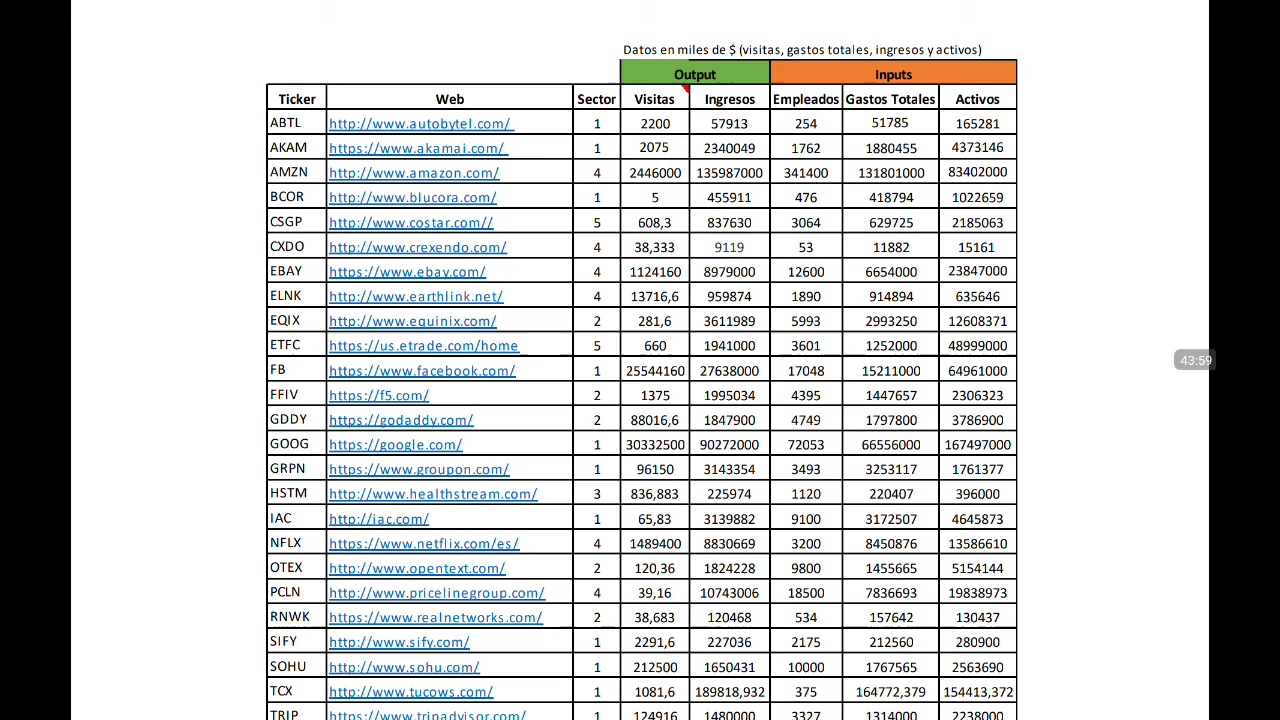 Datos en miles de $ (visitas, gastos totales, ingresos y activos)
Output Inputs
Ticker Web Sector Visitas Ingresos Empleados Gastos Totales Activos
ABTL http://www.autobytel.com/ 1 2200 57913 254 51785 165281
AKAM https://www.akamai.com/ 1 2075 2340049 1762 1880455 4373146
AMZN http://www.amazon.com/ 4 2446000 135987000 341400 131801000 83402000
BCOR http://www.blucora.com/ 1 5 455911 476 418794 1022659
CSGP http://www.costar.com// 5 608,3 837630 3064 629725 2185063
CXDO http://www.crexendo.com/ 4 38,333 9119 53 11882 15161
EBAY https://www.ebay.com/ 4 1124160 8979000 12600 6654000 23847000
ELNK http://www.earthlink.net/ 4 13716,6 959874 1890 914894 635646
EQIX http://www.equinix.com/ 2 281,6 3611989 5993 2993250 12608371
ETFC https://us.etrade.com/home 5 660 1941000 3601 1252000 48999000
FB https://www.facebook.com/ 1 25544160 27638000 17048 15211000 64961000
FFIV https://f5.com/ 2 1375 1995034 4395 1447657 2306323
GDDY https://godaddy.com/ 2 88016,6 1847900 4749 1797800 3786900
GOOG https://google.com/ 1 30332500 90272000 72053 66556000 167497000
GRPN https://www.groupon.com/ 1 96150 3143354 3493 3253117 1761377
HSTM http://www.healthstream.com/ 3 836,883 225974 1120 220407 396000
IAC http://iac.com/ 1 65,83 3139882 9100 3172507 4645873
NFLX https://www.netflix.com/es/ 4 1489400 8830669 3200 8450876 13586610
OTEX http://www.opentext.com/ 2 120,36 1824228 9800 1455665 5154144
PCLN http://www.pricelinegroup.com/ 4 39,16 10743006 18500 7836693 19838973
RNWK http://www.realnetworks.com/ 2 38,683 120468 534 157642 130437
SIFY http://www.sify.com/ 1 2291,6 227036 2175 212560 280900
SOHU http://www.sohu.com/ 1 212500 1650431 10000 1767565 2563690
TCX http://www.tucows.com/ 1 1081,6 189818,932 375 164772,379 154413,372
TRIP https://www.tripadvisor.com/ 1 124916 1480000 3327 1314000 2238000
43:59